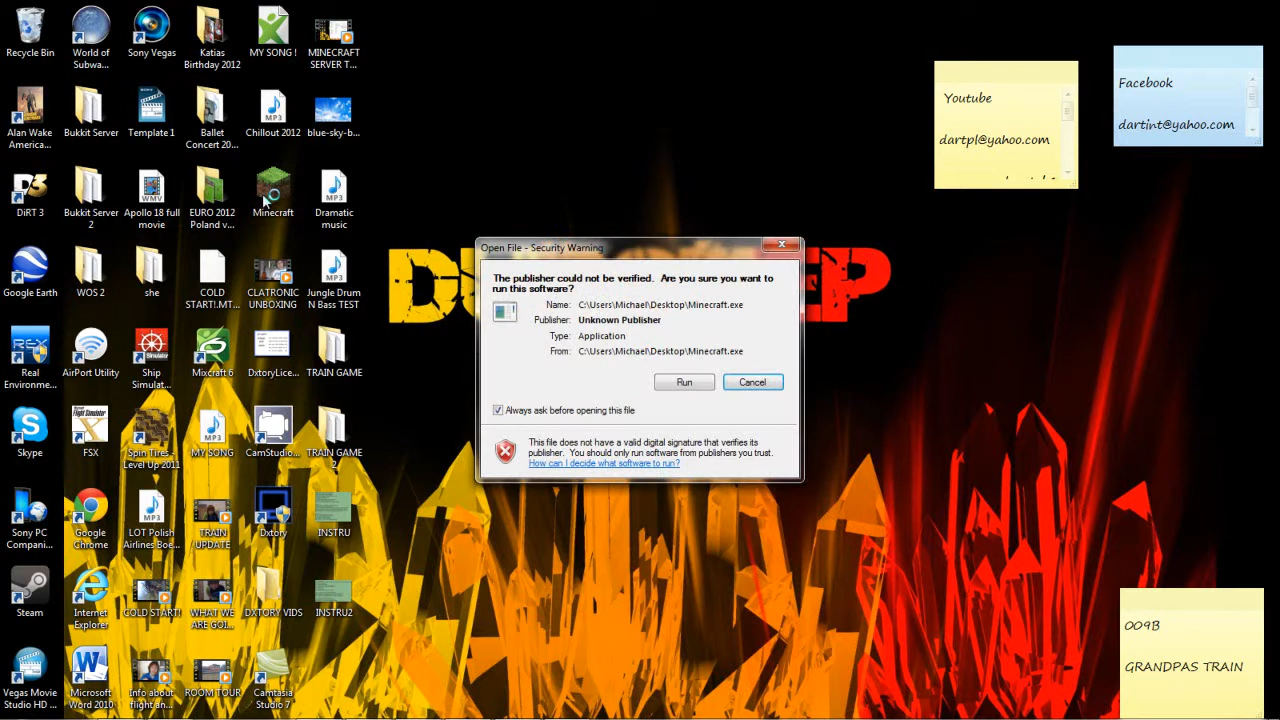 Recycle Bin
World of Subwa...
Sony Vegas
Katias Birthday 2012
MY SONG !
MINECRAFT SERVER T...
Alan Wake America...
Bukkit Server
Template 1
Ballet Concert 20...
MP3
Chillout 2012
blue-sky-b...
DiRT 3
Bukkit Server 2
WMV
Apollo 18 full movie
EURO 2012 Poland v...
Minecraft
MP3
Dramatic music
Google Earth
WOS 2
she
COLD START!.MT...
CLATRONIC UNBOXING
MP3
Jungle Drum N Bass TEST
REX
Real Environme...
AirPort Utility
Ship Simulat...
Mixcraft 6
DxtoryLice...
TRAIN GAME
Skype
FSX
Spin Tires - Level Up 2011
MP3
MY SONG
CamStudio...
TRAIN GAME 2
Sony PC Compani...
Google Chrome
MP3
LOT Polish Airlines Boe...
TRAIN UPDATE
Dxtory
INSTRU
Steam
Internet Explorer
COLD START!
WHAT WE ARE GOI...
DXTORY VIDS
INSTRU2
Vegas Movie Studio HD ...
Microsoft Word 2010
Info about flight an...
ROOM TOUR
Camtasia Studio 7
Open File - Security Warning
The publisher could not be verified. Are you sure you want to
run this software?
Name: C:\Users\Michael\Desktop\Minecraft.exe
Publisher: Unknown Publisher
Type: Application
From: C:\Users\Michael\Desktop\Minecraft.exe
Run
Cancel
Always ask before opening this file
This file does not have a valid digital signature that verifies its
publisher. You should only run software from publishers you trust.
How can I decide what software to run?
Youtube
dartpl@yahoo.com
Facebook
dartint@yahoo.com
009B
GRANDPAS TRAIN